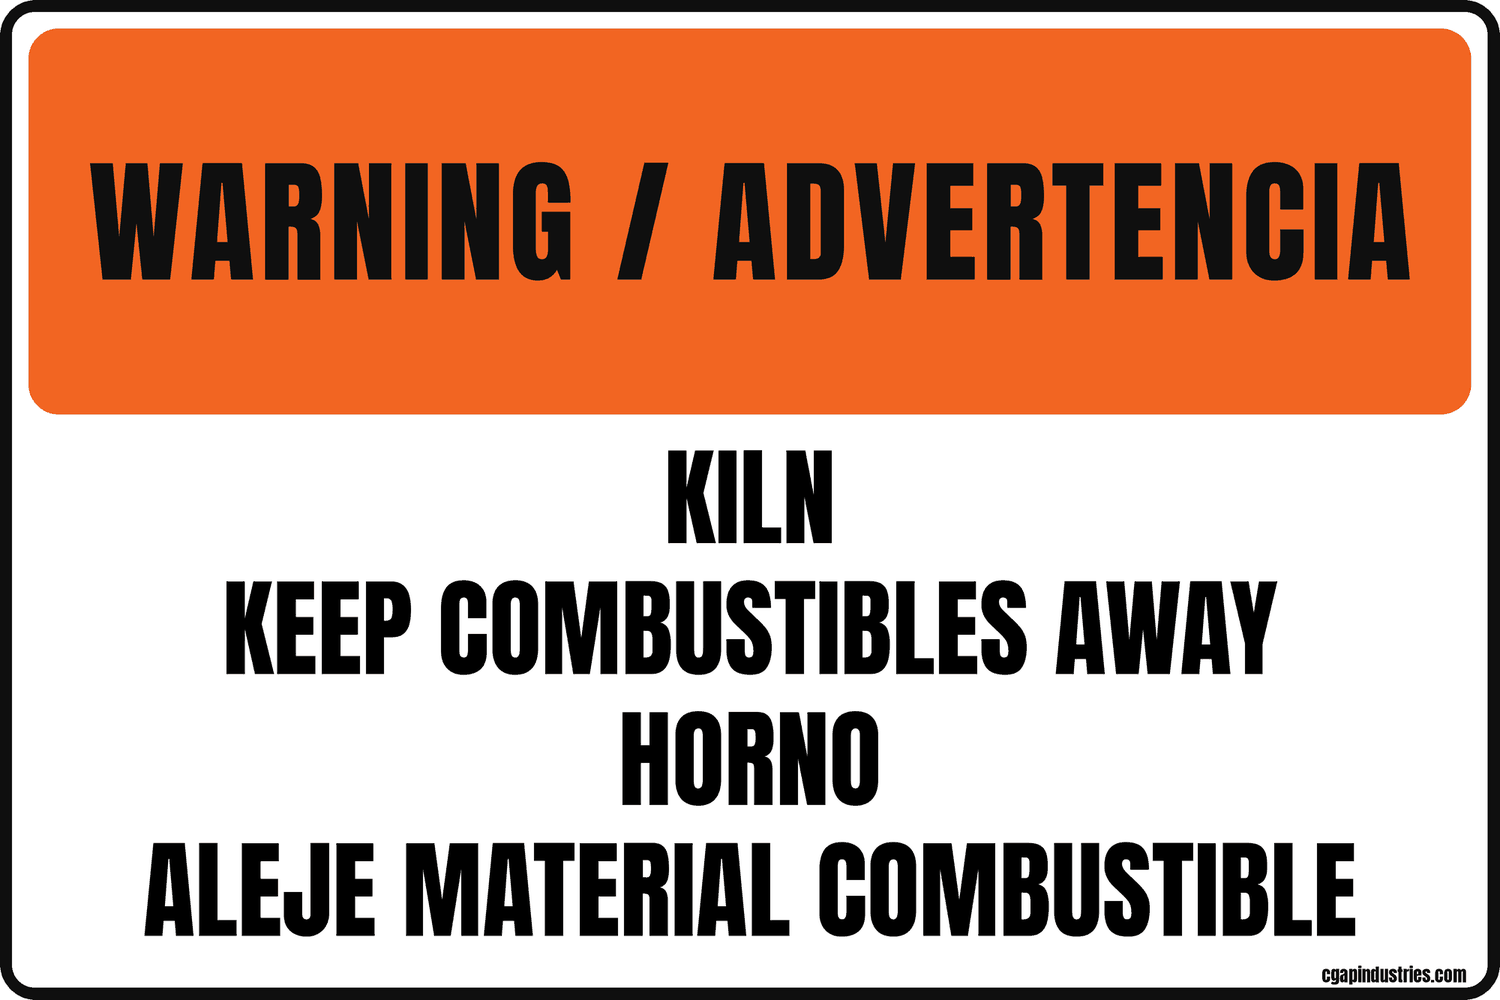 WARNING / ADVERTENCIA
KILN
KEEP COMBUSTIBLES AWAY
HORNO
ALEJE MATERIAL COMBUSTIBLE
cgapindustries.com